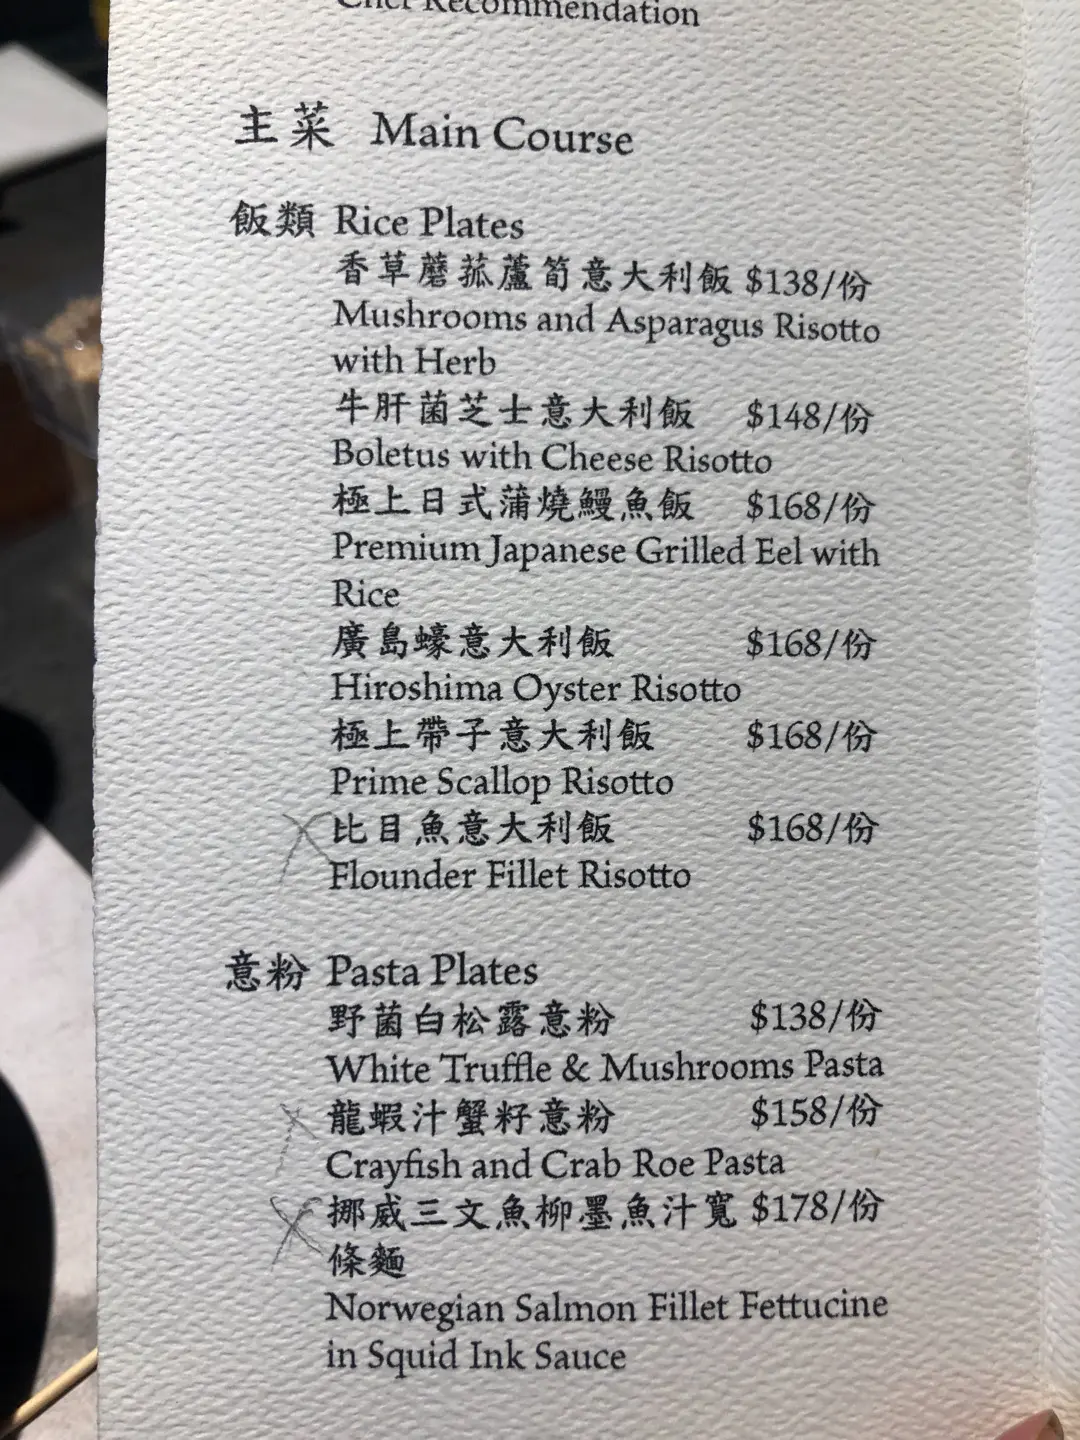 Chef Recommendation
主菜 Main Course
飯類 Rice Plates
香草蘑菰蘆筍意大利飯 $138/份
Mushrooms and Asparagus Risotto
with Herb
牛肝菌芝士意大利飯 $148/份
Boletus with Cheese Risotto
極上日式蒲燒鰻魚飯 $168/份
Premium Japanese Grilled Eel with
Rice
廣島蠔意大利飯 $168/份
Hiroshima Oyster Risotto
極上帶子意大利飯 $168/份
Prime Scallop Risotto
比目魚意大利飯 $168/份
Flounder Fillet Risotto
意粉 Pasta Plates
野菌白松露意粉 $138/份
White Truffle & Mushrooms Pasta
龍蝦汁蟹籽意粉 $158/份
Crayfish and Crab Roe Pasta
挪威三文魚柳墨魚汁寬 $178/份
條麵
Norwegian Salmon Fillet Fettucine
in Squid Ink Sauce